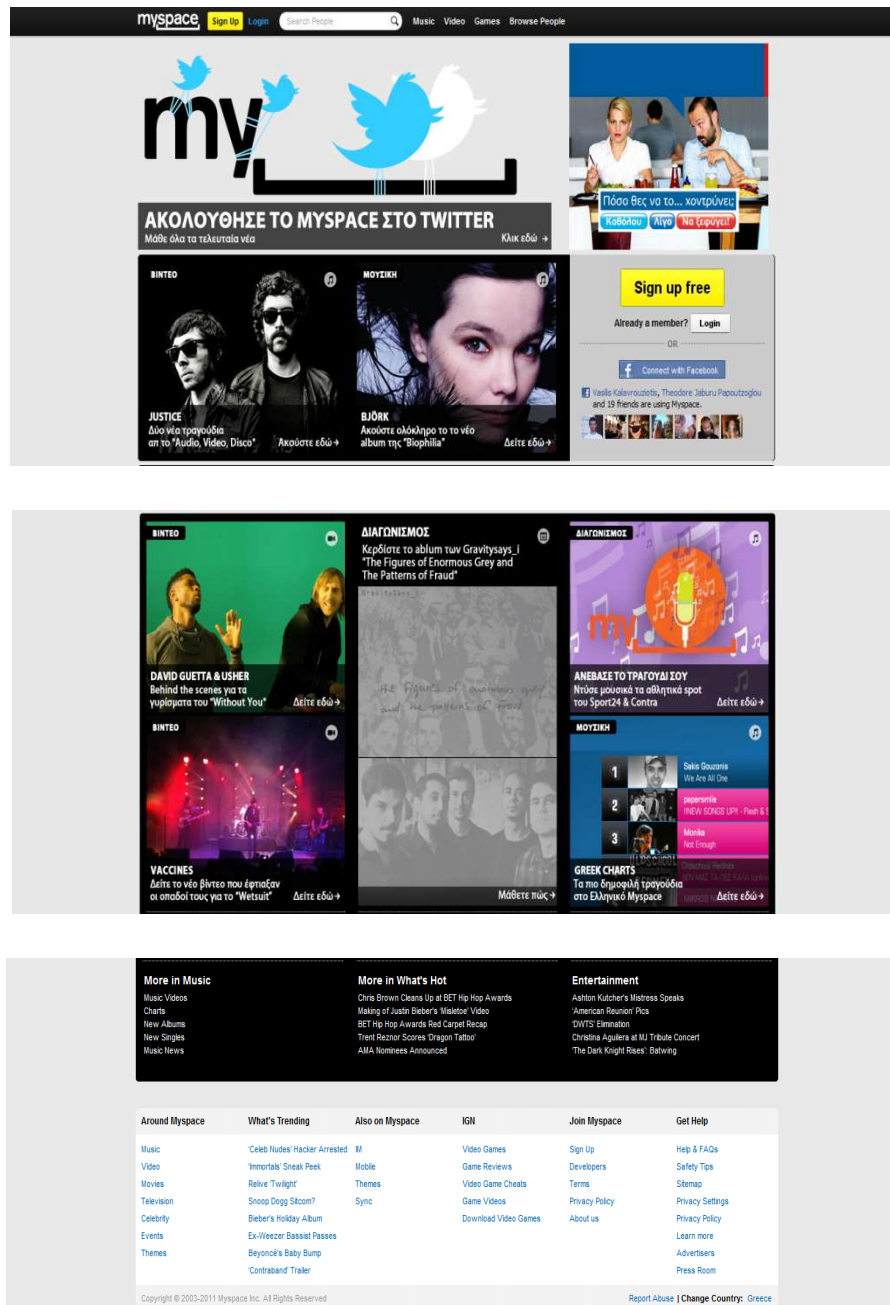 myspace Sign Up Login Search People Music Video Games Browse People
my
ΑΚΟΛΟΥΘΗΣΕ ΤΟ MYSPACE ΣΤΟ TWITTER
Μάθε όλα τα τελευταία νέα Κλικ εδώ →
Πόσο θες να το... χοντρύνει;
Καθόλου Λίγο Να ξεφύγει!
ΒΙΝΤΕΟ
JUSTICE
Δύο νέα τραγούδια
απ το "Audio, Video, Disco" Ακούστε εδώ →
ΜΟΥΣΙΚΗ
BJÖRK
Ακούστε ολόκληρο το το νέο
album της "Biophilia" Δείτε εδώ →
Sign up free
Already a member? Login
OR
Connect with Facebook
Vasilis Kalavrouziotis, Theodore Jaburu Papoutzoglou
and 19 friends are using Myspace.
ΒΙΝΤΕΟ
DAVID GUETTA & USHER
Behind the scenes για τα
γυρίσματα του "Without You" Δείτε εδώ →
ΒΙΝΤΕΟ
VACCINES
Δείτε το νέο βίντεο που έφτιαξαν
οι οπαδοί τους για το "Wetsuit" Δείτε εδώ →
ΔΙΑΓΩΝΙΣΜΟΣ
Κερδίστε το ablum των Gravitysays_i
"The Figures of Enormous Grey and
The Patterns of Fraud"
the figures of enormous grey
and the patterns of fraud
Μάθετε πώς →
ΔΙΑΓΩΝΙΣΜΟΣ
my
ΑΝΕΒΑΣΕ ΤΟ ΤΡΑΓΟΥΔΙ ΣΟΥ
Ντύσε μουσικά τα αθλητικά spot
του Sport24 & Contra Δείτε εδώ →
ΜΟΥΣΙΚΗ
1 Sakis Gouzonis
We Are All One
2 papersmile
!!NEW SONGS UP!! - Flesh & S
3 Monika
Not Enough
GREEK CHARTS
Τα πιο δημοφιλή τραγούδια
στο Ελληνικό Myspace Δείτε εδώ →
More in Music
Music Videos
Charts
New Albums
New Singles
Music News
More in What's Hot
Chris Brown Cleans Up at BET Hip Hop Awards
Making of Justin Bieber's 'Misletoe' Video
BET Hip Hop Awards Red Carpet Recap
Trent Reznor Scores 'Dragon Tattoo'
AMA Nominees Announced
Entertainment
Ashton Kutcher's Mistress Speaks
'American Reunion' Pics
'DWTS' Elimination
Christina Aguilera at MJ Tribute Concert
'The Dark Knight Rises': Batwing
Around Myspace
Music
Video
Movies
Television
Celebrity
Events
Themes
What's Trending
'Celeb Nudes' Hacker Arrested
'Immortals' Sneak Peek
Relive 'Twilight'
Snoop Dogg Sitcom?
Bieber's Holiday Album
Ex-Weezer Bassist Passes
Beyoncé's Baby Bump
'Contraband' Trailer
Also on Myspace
IM
Mobile
Themes
Sync
IGN
Video Games
Game Reviews
Video Game Cheats
Game Videos
Download Video Games
Join Myspace
Sign Up
Developers
Terms
Privacy Policy
About us
Get Help
Help & FAQs
Safety Tips
Sitemap
Privacy Settings
Privacy Policy
Learn more
Advertisers
Press Room
Copyright © 2003-2011 Myspace Inc. All Rights Reserved.
Report Abuse | Change Country: Greece